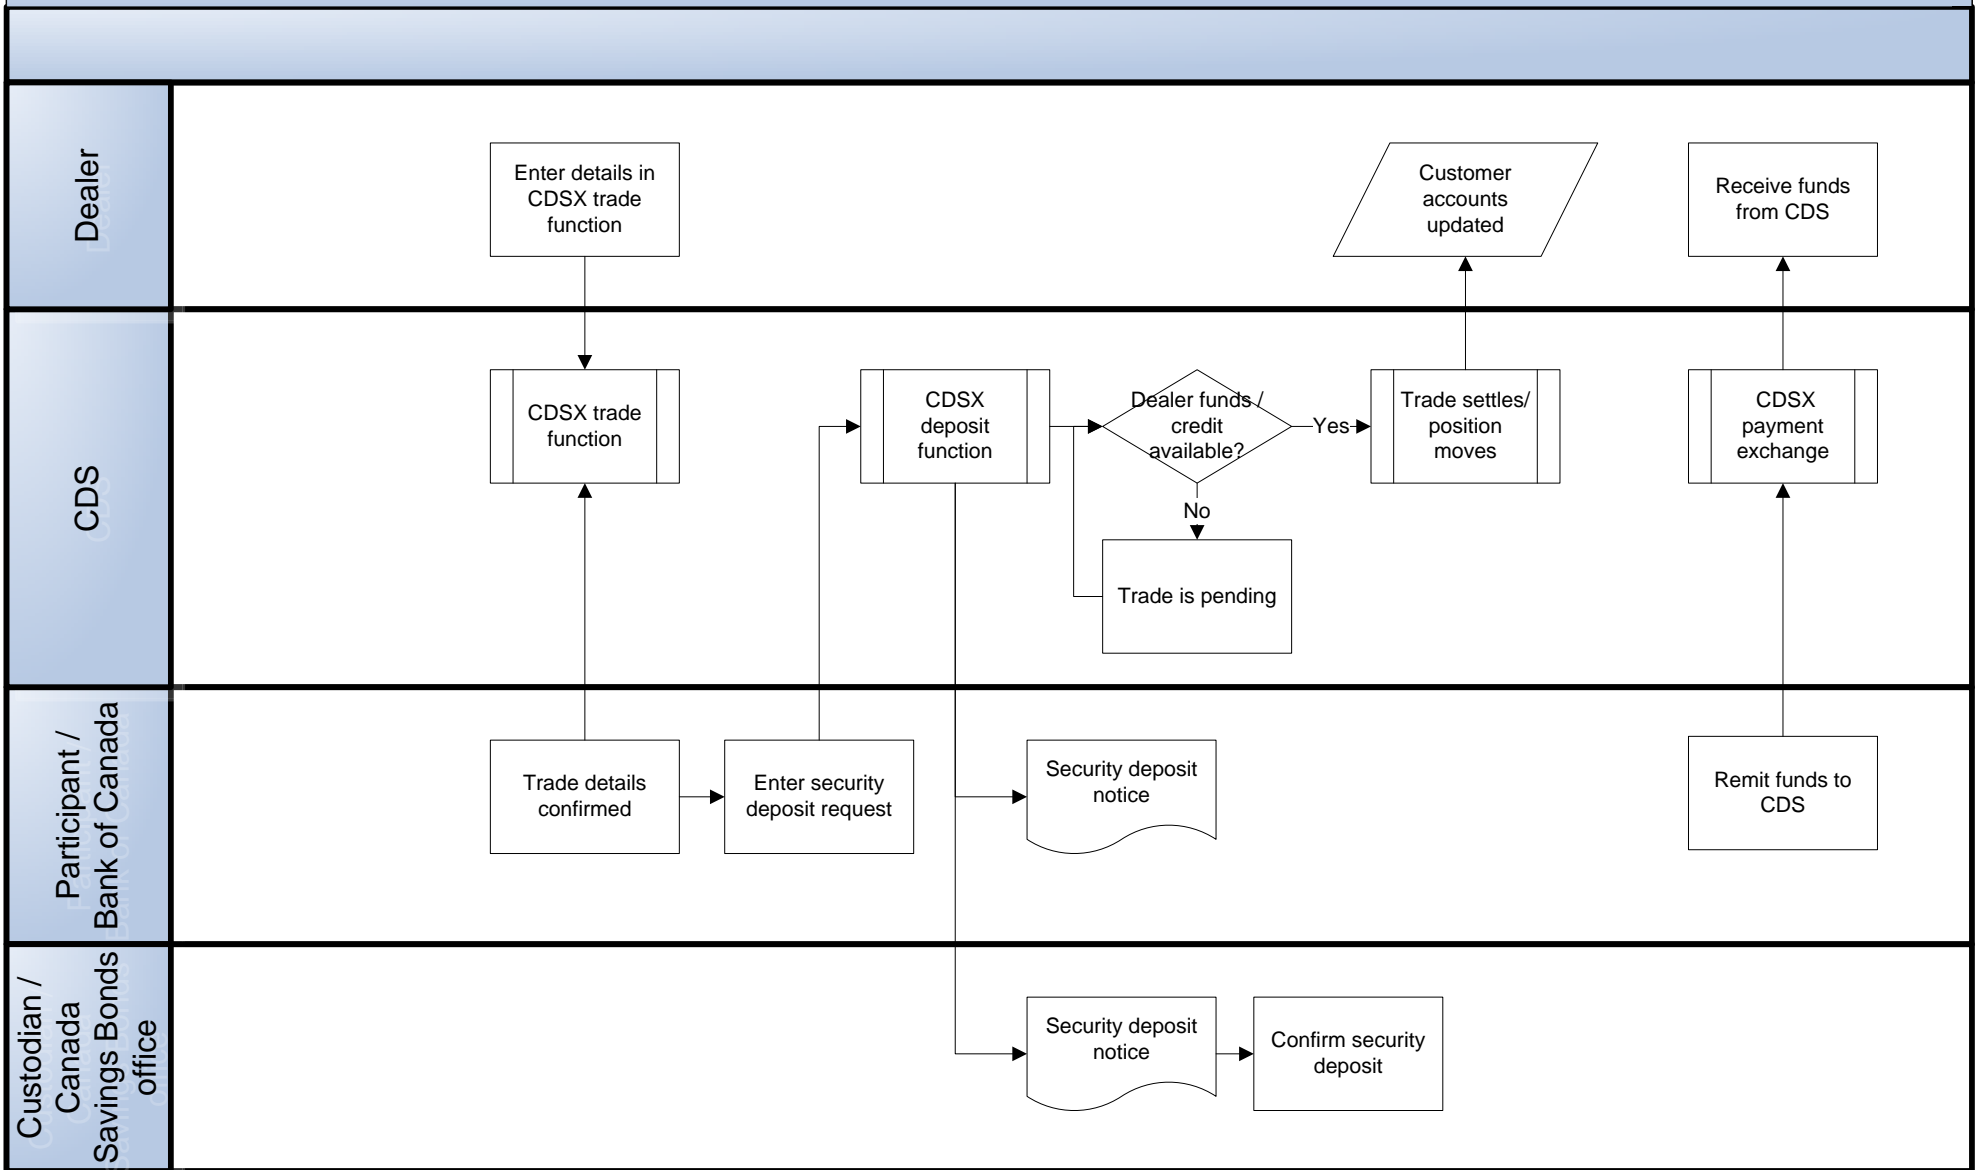 Dealer
Enter details in
CDSX trade
function
Customer
accounts
updated
Receive funds
from CDS
CDS
CDSX trade
function
CDSX
deposit
function
Dealer funds /
credit
available?
Yes
Trade settles/
position
moves
CDSX
payment
exchange
No
Trade is pending
Participant /
Bank of Canada
Trade details
confirmed
Enter security
deposit request
Security deposit
notice
Remit funds to
CDS
Custodian /
Canada
Savings Bonds
office
Security deposit
notice
Confirm security
deposit